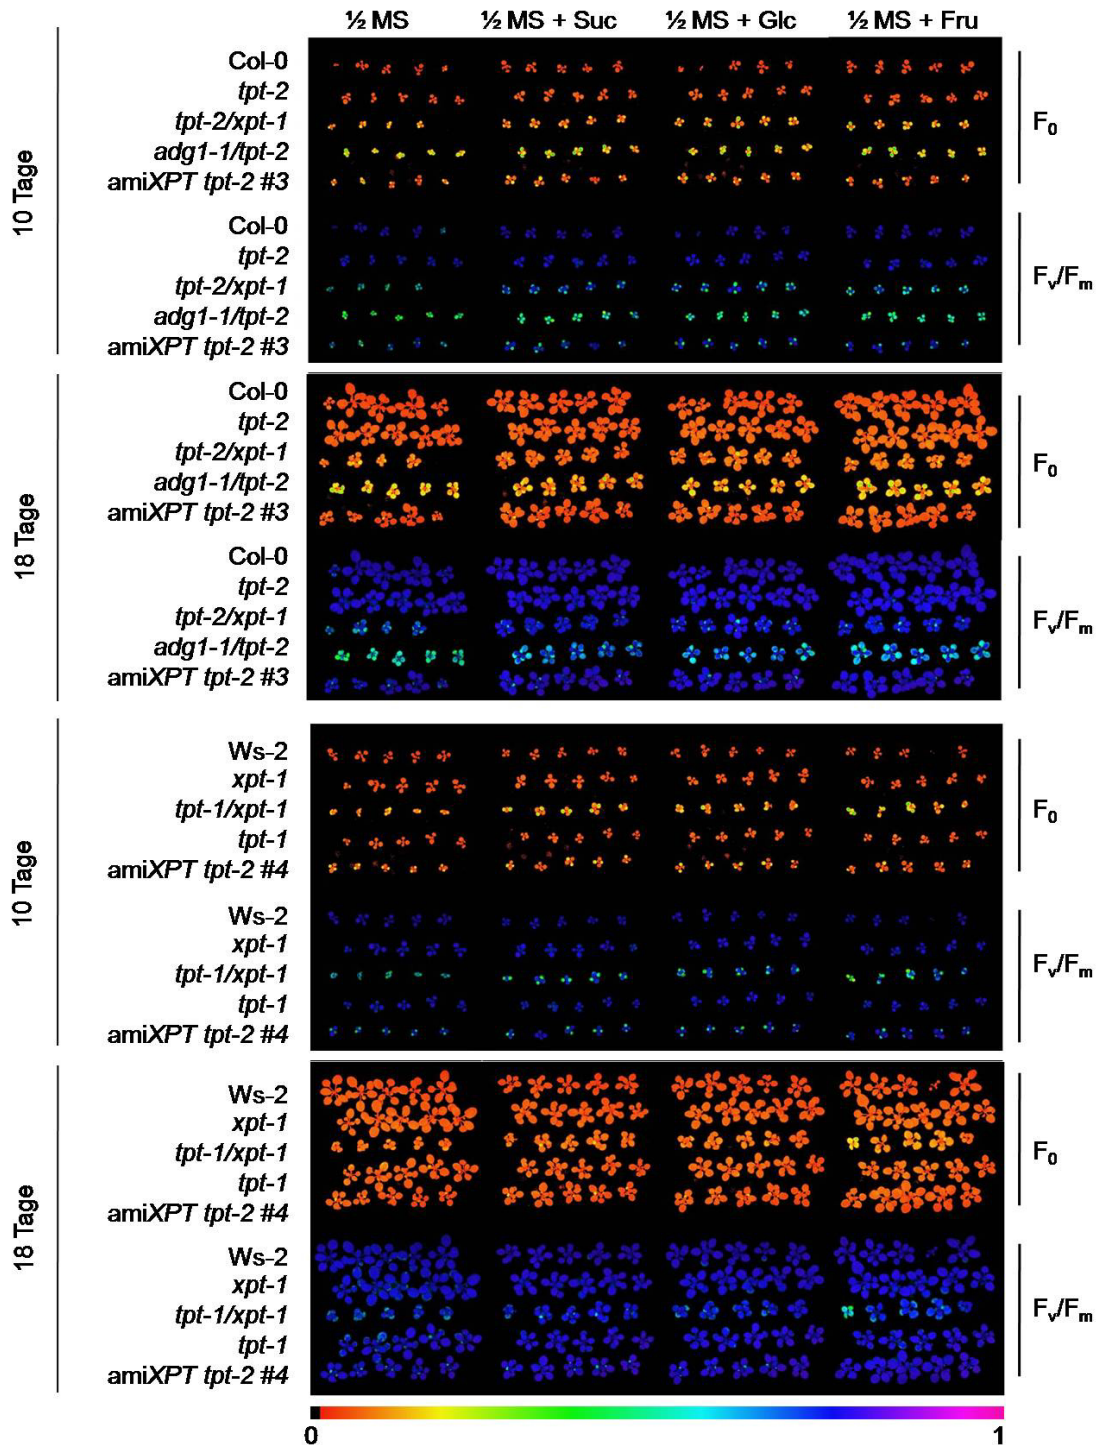 ½ MS ½ MS + Suc ½ MS + Glc ½ MS + Fru
10 Tage
Col-0
tpt-2
tpt-2/xpt-1
adg1-1/tpt-2
amiXPT tpt-2 #3
F0
Col-0
tpt-2
tpt-2/xpt-1
adg1-1/tpt-2
amiXPT tpt-2 #3
Fv/Fm
18 Tage
Col-0
tpt-2
tpt-2/xpt-1
adg1-1/tpt-2
amiXPT tpt-2 #3
F0
Col-0
tpt-2
tpt-2/xpt-1
adg1-1/tpt-2
amiXPT tpt-2 #3
Fv/Fm
10 Tage
Ws-2
xpt-1
tpt-1/xpt-1
tpt-1
amiXPT tpt-2 #4
F0
Ws-2
xpt-1
tpt-1/xpt-1
tpt-1
amiXPT tpt-2 #4
Fv/Fm
18 Tage
Ws-2
xpt-1
tpt-1/xpt-1
tpt-1
amiXPT tpt-2 #4
F0
Ws-2
xpt-1
tpt-1/xpt-1
tpt-1
amiXPT tpt-2 #4
Fv/Fm
0 1